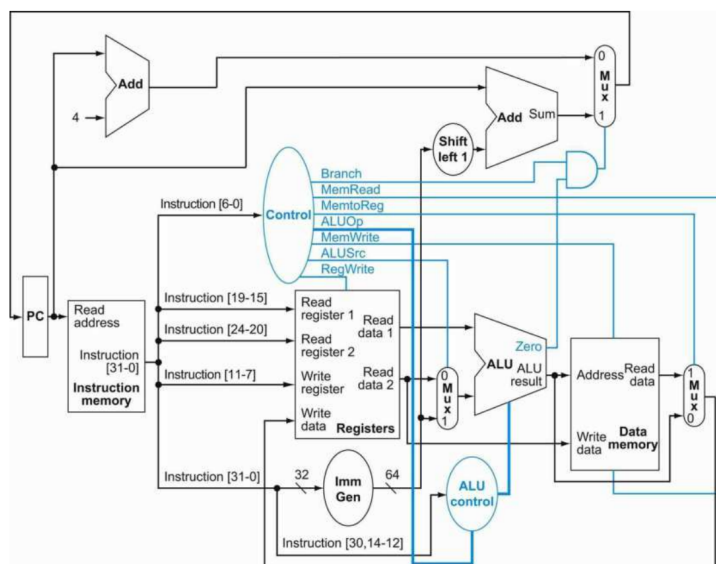 Add
4
Add
Sum
0
Mux
1
Shift
left 1
Branch
MemRead
MemtoReg
ALUOp
MemWrite
ALUSrc
RegWrite
Control
Instruction [6-0]
PC
Read
address
Instruction
[31-0]
Instruction
memory
Instruction [19-15]
Instruction [24-20]
Instruction [11-7]
Read
register 1
Read
register 2
Write
register
Write
data
Read
data 1
Read
data 2
Registers
0
Mux
1
Zero
ALU
ALU
result
Address
Read
data
Write
data
Data
memory
1
Mux
0
Instruction [31-0]
32
Imm
Gen
64
ALU
control
Instruction [30,14-12]